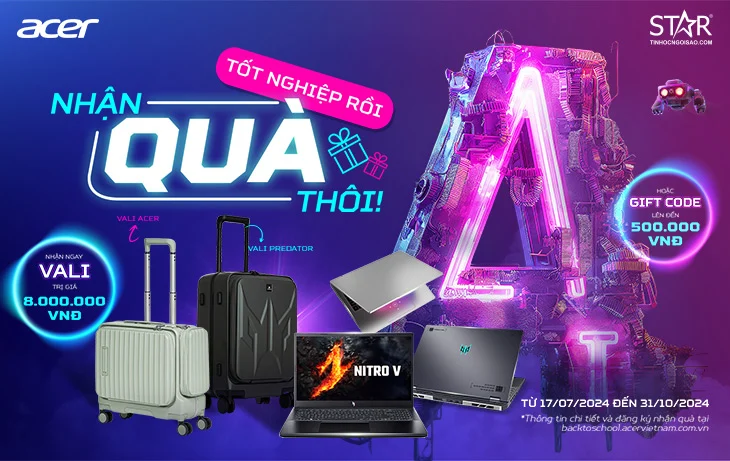 acer
STAR
TINHOCNGOISAO.COM
TỐT NGHIỆP RỒI
NHẬN
QUÀ
THÔI!
VALI ACER
VALI PREDATOR
NHẬN NGAY
VALI
TRỊ GIÁ
8.000.000
VNĐ
HOẶC
GIFT CODE
LÊN ĐẾN
500.000
VNĐ
NITRO V
TỪ 17/07/2024 ĐẾN 31/10/2024
*Thông tin chi tiết và đăng ký nhận quà tại
backtoschool.acervietnam.com.vn